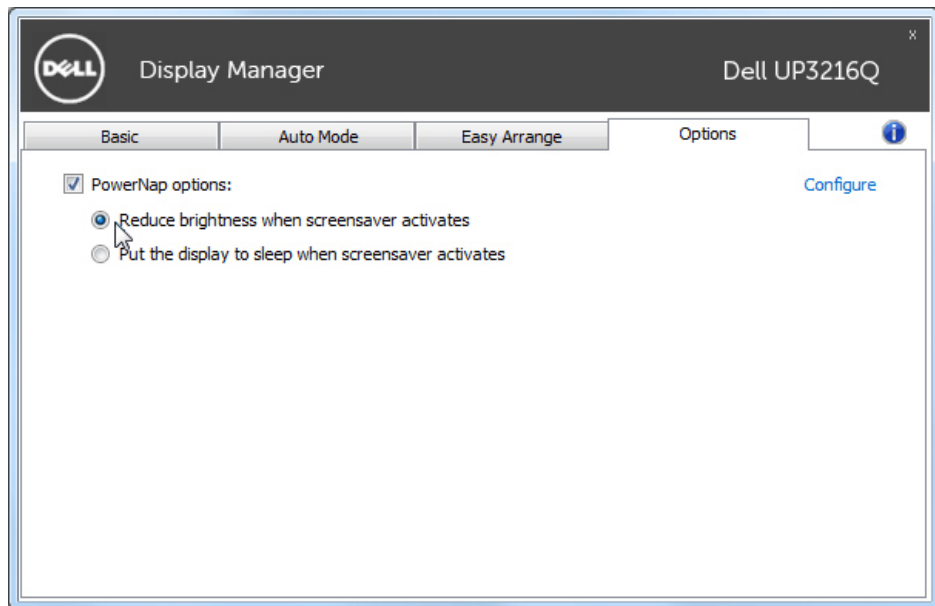 x
DELL Display Manager Dell UP3216Q
Basic Auto Mode Easy Arrange Options i
PowerNap options: Configure
Reduce brightness when screensaver activates
Put the display to sleep when screensaver activates